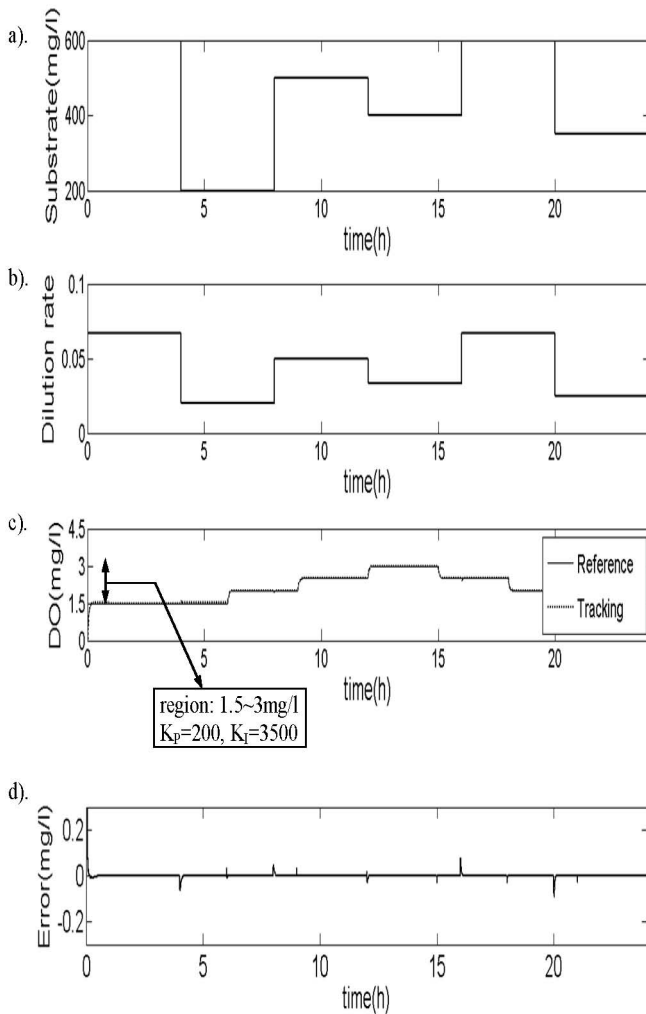 a).
Substrate(mg/l)
600
400
200
0 5 10 15 20
time(h)
b).
Dilution rate
0.1
0.05
0
0 5 10 15 20
time(h)
c).
DO(mg/l)
4.5
3
1.5
0
0 5 10 15 20
Reference
Tracking
time(h)
region: 1.5~3mg/l
KP=200, KI=3500
d).
Error(mg/l)
0.2
0
-0.2
0 5 10 15 20
time(h)